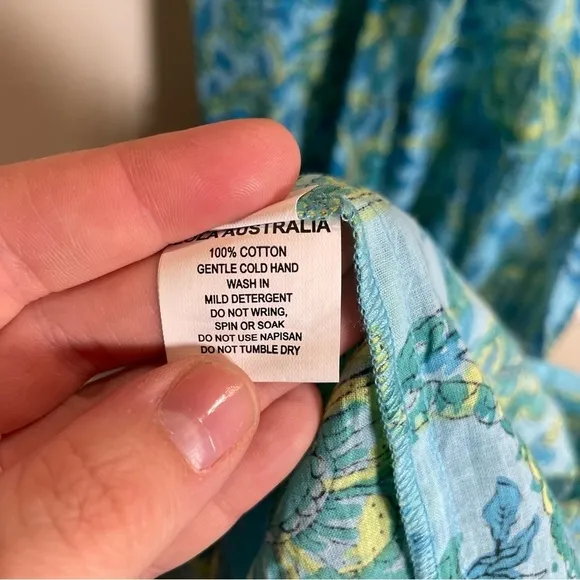 AUSTRALIA
100% COTTON
GENTLE COLD HAND
WASH IN
MILD DETERGENT
DO NOT WRING,
SPIN OR SOAK
DO NOT USE NAPISAN
DO NOT TUMBLE DRY